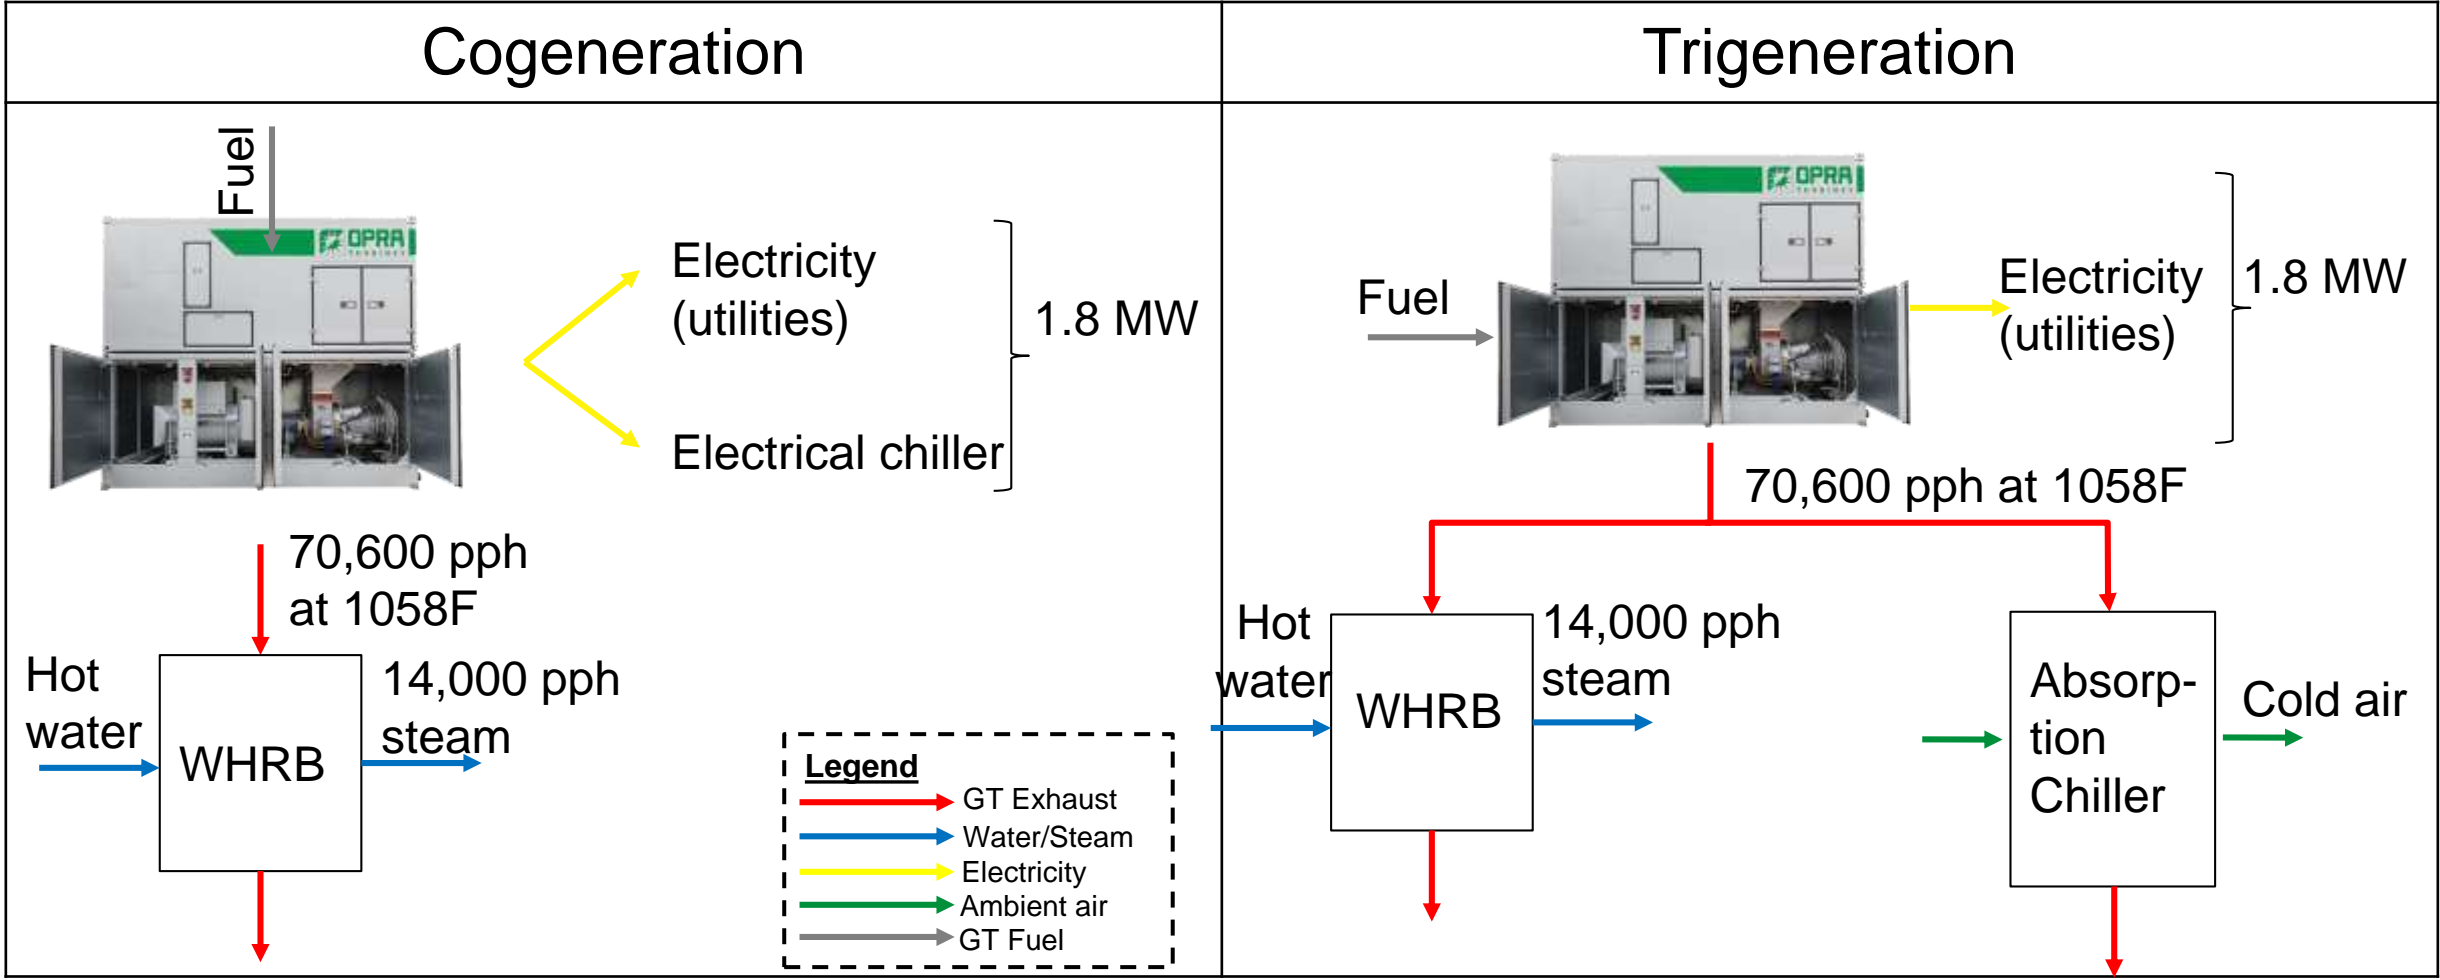 Cogeneration
Fuel
OPRA
TURBINES
Electricity
(utilities)
1.8 MW
Electrical chiller
70,600 pph
at 1058F
Hot
water
WHRB
14,000 pph
steam
Legend
GT Exhaust
Water/Steam
Electricity
Ambient air
GT Fuel
Trigeneration
OPRA
TURBINES
Fuel
Electricity
(utilities)
1.8 MW
70,600 pph at 1058F
Hot
water
WHRB
14,000 pph
steam
Absorp-
tion
Chiller
Cold air